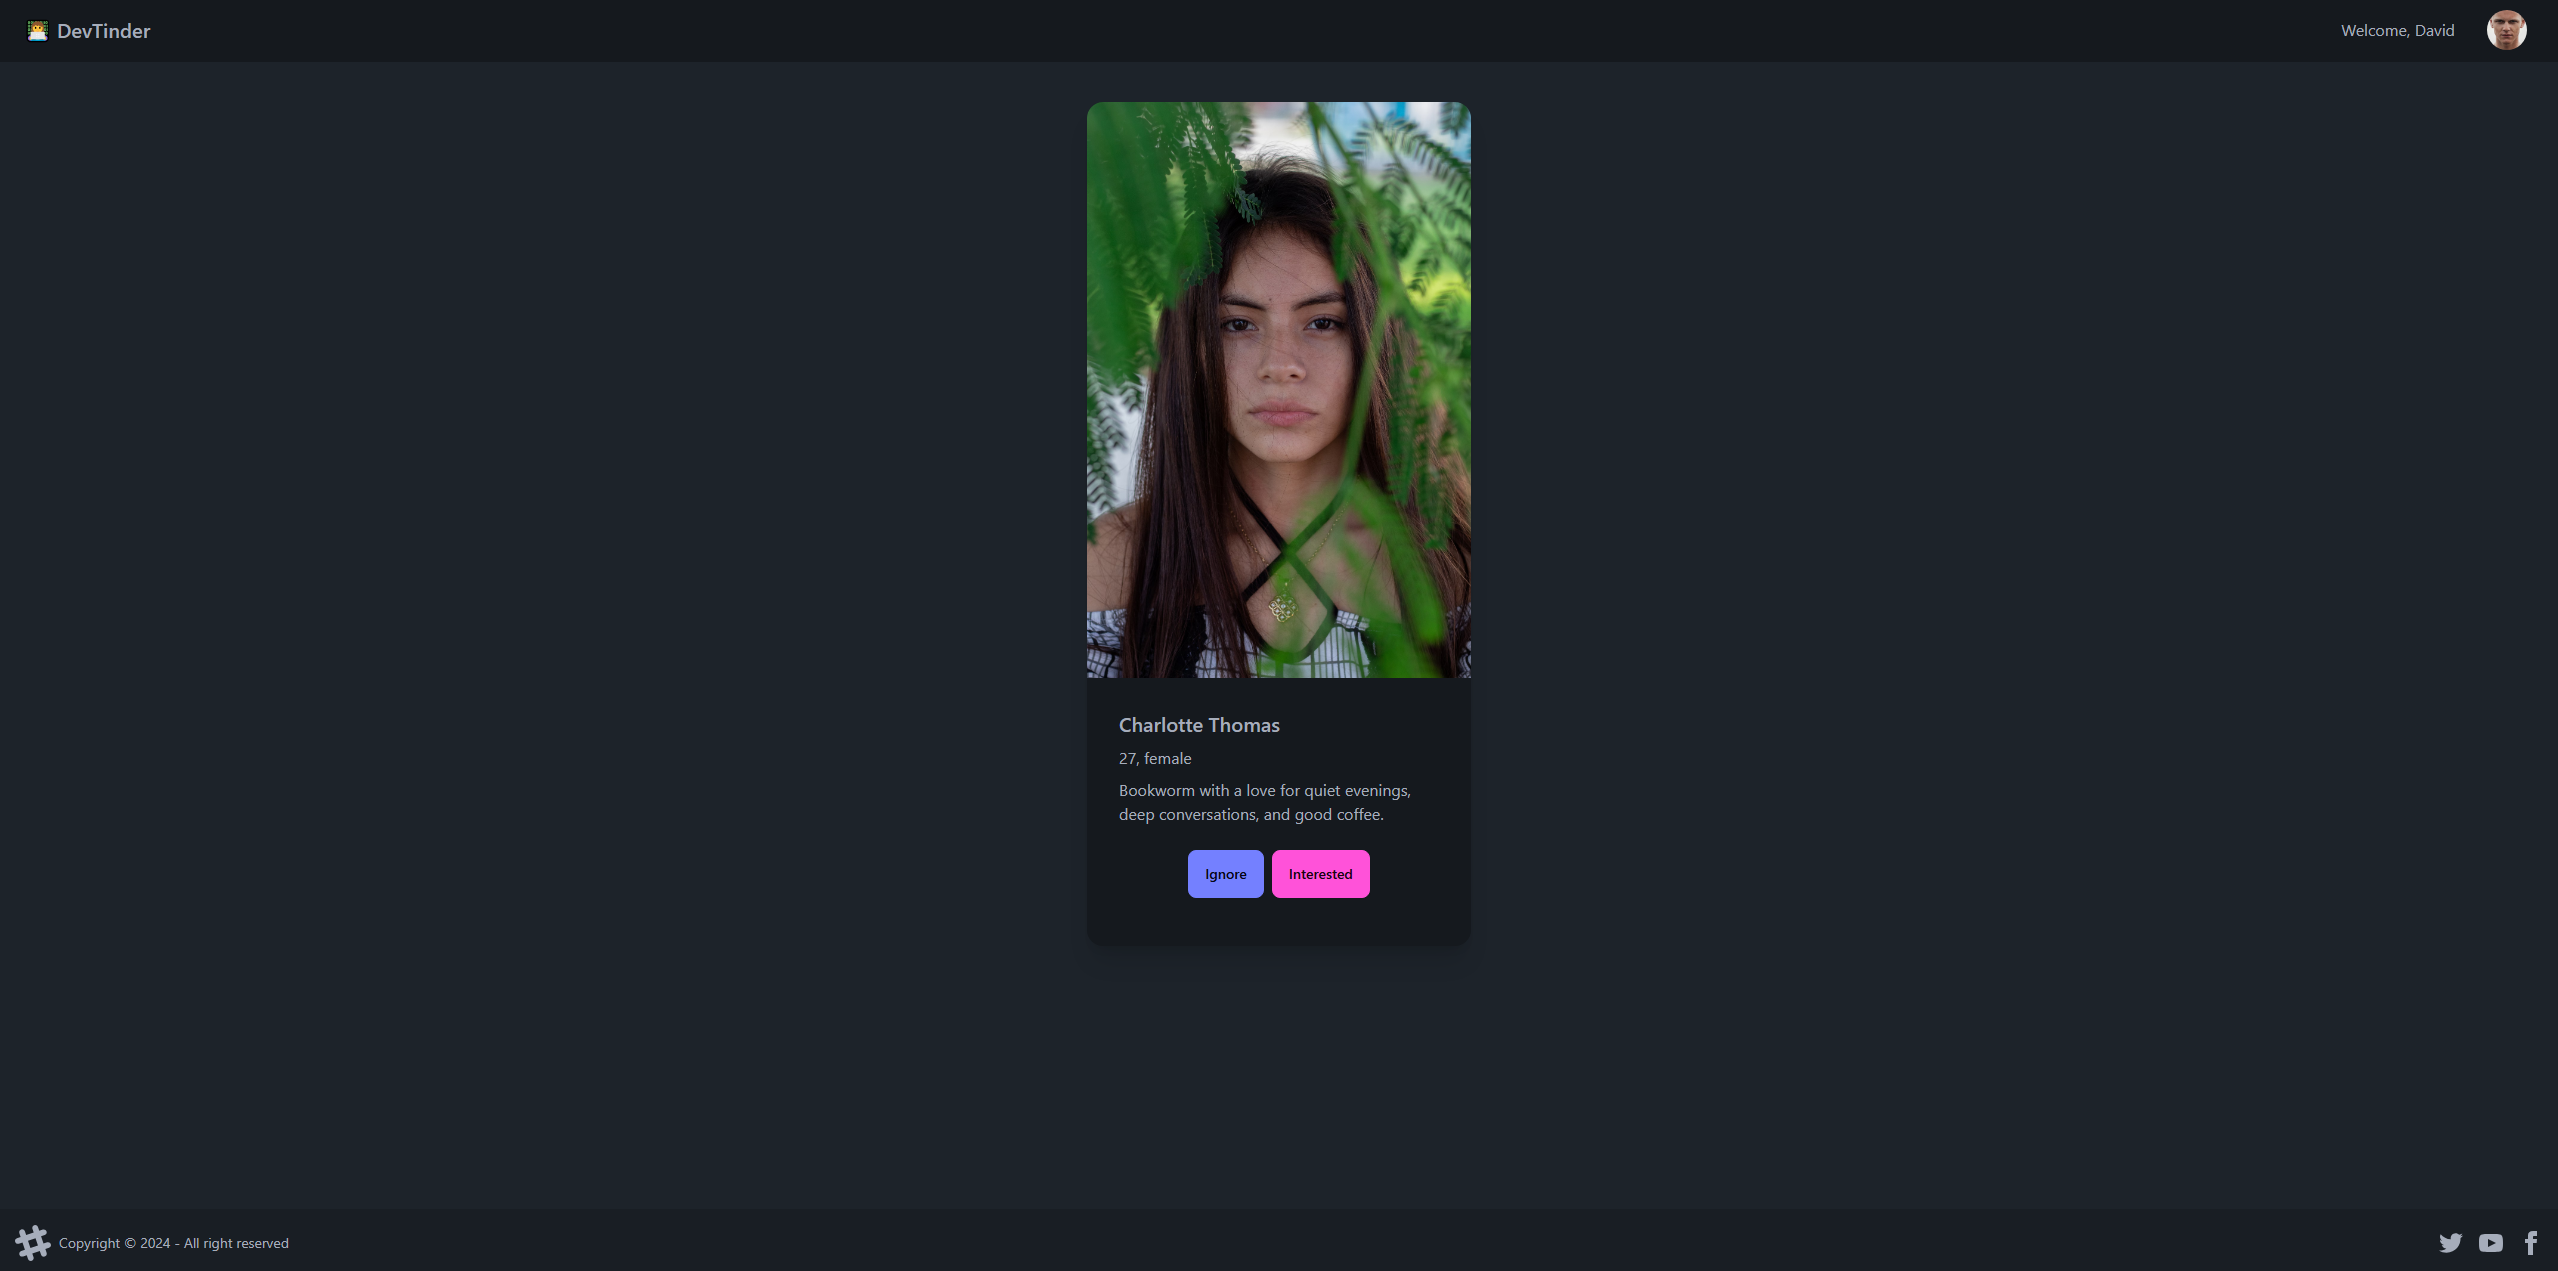 DevTinder
Welcome, David
Charlotte Thomas
27, female
Bookworm with a love for quiet evenings,
deep conversations, and good coffee.
Ignore
Interested
Copyright © 2024 - All right reserved